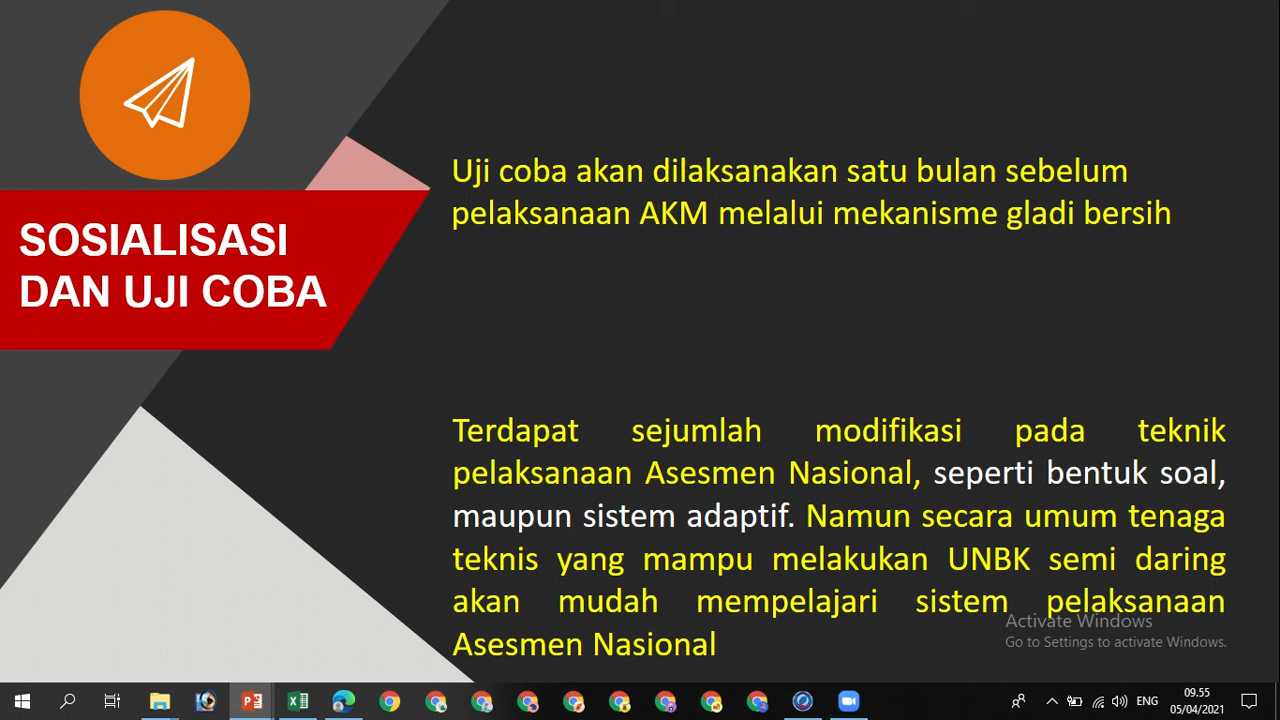 SOSIALISASI
DAN UJI COBA
Uji coba akan dilaksanakan satu bulan sebelum
pelaksanaan AKM melalui mekanisme gladi bersih
Terdapat sejumlah modifikasi pada teknik
pelaksanaan Asesmen Nasional, seperti bentuk soal,
maupun sistem adaptif. Namun secara umum tenaga
teknis yang mampu melakukan UNBK semi daring
akan mudah mempelajari sistem pelaksanaan
Asesmen Nasional
Activate Windows
Go to Settings to activate Windows.
ENG
09.55
05/04/2021